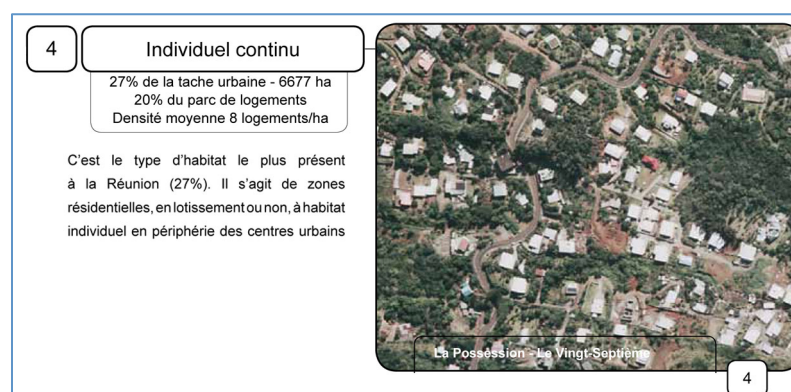 4
Individuel continu
27% de la tache urbaine - 6677 ha
20% du parc de logements
Densité moyenne 8 logements/ha
C'est le type d'habitat le plus présent
à la Réunion (27%). Il s'agit de zones
résidentielles, en lotissement ou non, à habitat
individuel en périphérie des centres urbains
La Possession - Le Vingt-Septième
4